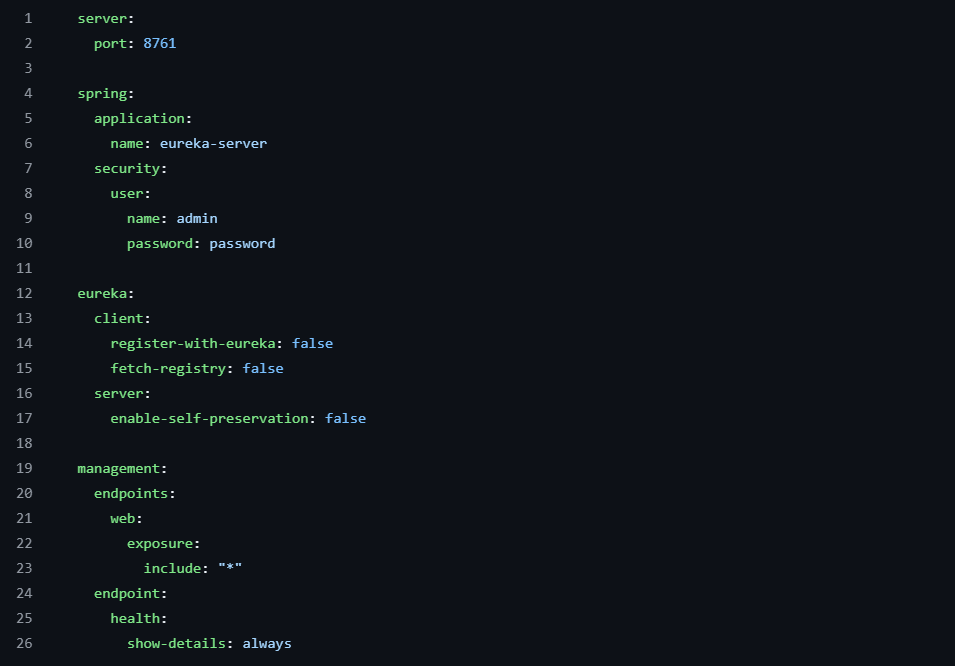 1 server:
2   port: 8761
3
4 spring:
5   application:
6     name: eureka-server
7   security:
8     user:
9       name: admin
10       password: password
11
12 eureka:
13   client:
14     register-with-eureka: false
15     fetch-registry: false
16   server:
17     enable-self-preservation: false
18
19 management:
20   endpoints:
21     web:
22       exposure:
23         include: "*"
24   endpoint:
25     health:
26       show-details: always